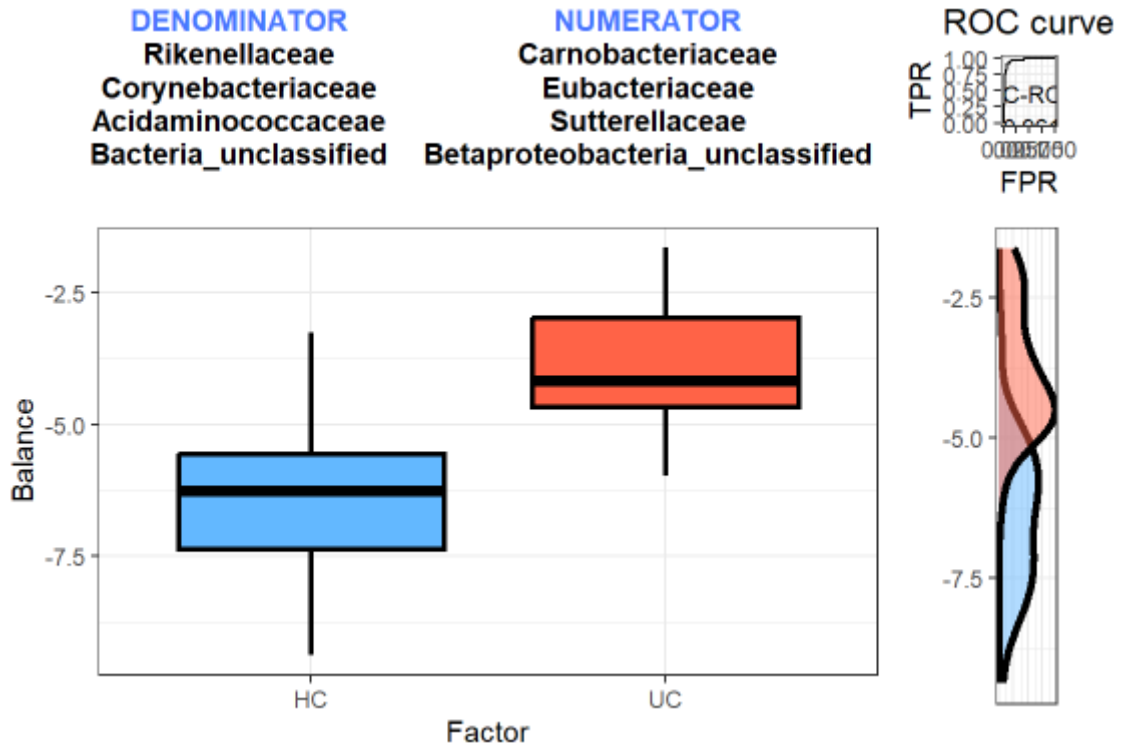 DENOMINATOR
Rikenellaceae
Corynebacteriaceae
Acidaminococcaceae
Bacteria_unclassified
NUMERATOR
Carnobacteriaceae
Eubacteriaceae
Sutterellaceae
Betaproteobacteria_unclassified
ROC curve
TPR
1.00
0.75
0.50
0.25
0.00
C-RO
FPR
Balance
-2.5
-5.0
-7.5
HC
UC
Factor
-2.5
-5.0
-7.5